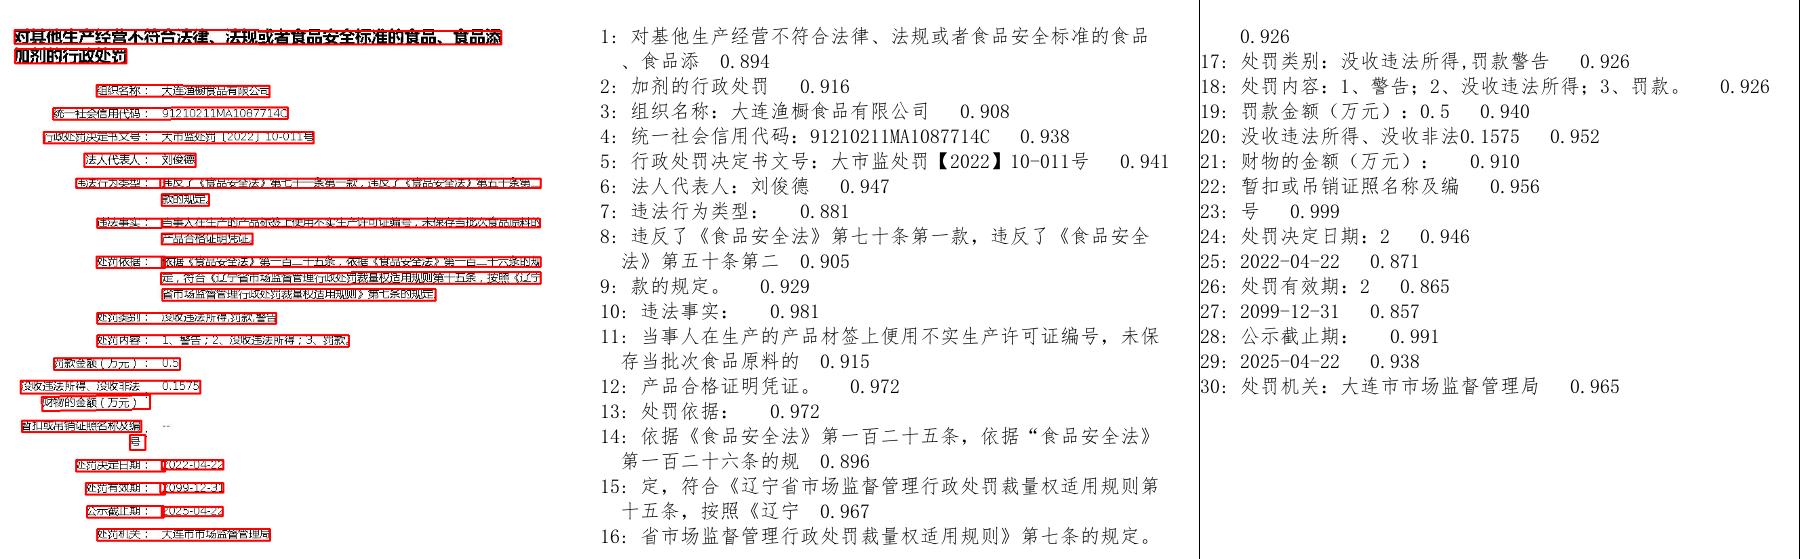 对其他生产经营不符合法律、法规或者食品安全标准的食品、食品添
加剂的行政处罚
组织名称： 大连渔橱食品有限公司
统一社会信用代码： 91210211MA1087714C
行政处罚决定书文号： 大市监处罚〔2022〕10-011号
法人代表人： 刘俊德
违法行为类型： 违反了《食品安全法》第七十一条第一款，违反了《食品安全法》第五十条第二
款的规定。
违法事实： 当事人在生产的产品标签上使用不实生产许可证编号，未保存当批次食品原料的
产品合格证明凭证。
处罚依据： 依据《食品安全法》第一百二十五条，依据《食品安全法》第一百二十六条的规
定，符合《辽宁省市场监督管理行政处罚裁量权适用规则第十五条，按照《辽宁
省市场监督管理行政处罚裁量权适用规则》第七条的规定。
处罚类别： 没收违法所得,罚款,警告
处罚内容： 1、警告；2、没收违法所得；3、罚款。
罚款金额（万元）： 0.5
没收违法所得、没收非法 0.1575
财物的金额（万元）：
暂扣或吊销证照名称及编 --
号：
处罚决定日期： 2022-04-22
处罚有效期： 2099-12-31
公示截止期： 2025-04-22
处罚机关： 大连市市场监督管理局
1: 对其他生产经营不符合法律、法规或者食品安全标准的食品
、食品添 0.894
2: 加剂的行政处罚 0.916
3: 组织名称：大连渔橱食品有限公司 0.908
4: 统一社会信用代码：91210211MA1087714C 0.938
5: 行政处罚决定书文号：大市监处罚【2022】10-011号 0.941
6: 法人代表人：刘俊德 0.947
7: 违法行为类型： 0.881
8: 违反了《食品安全法》第七十条第一款，违反了《食品安全
法》第五十条第二 0.905
9: 款的规定。 0.929
10: 违法事实： 0.981
11: 当事人在生产的产品材签上便用不实生产许可证编号，未保
存当批次食品原料的 0.915
12: 产品合格证明凭证。 0.972
13: 处罚依据： 0.972
14: 依据《食品安全法》第一百二十五条，依据“食品安全法》
第一百二十六条的规 0.896
15: 定，符合《辽宁省市场监督管理行政处罚裁量权适用规则第
十五条，按照《辽宁 0.967
16: 省市场监督管理行政处罚裁量权适用规则》第七条的规定。
0.926
17: 处罚类别：没收违法所得,罚款警告 0.926
18: 处罚内容：1、警告；2、没收违法所得；3、罚款。 0.926
19: 罚款金额（万元）：0.5 0.940
20: 没收违法所得、没收非法0.1575 0.952
21: 财物的金额（万元）： 0.910
22: 暂扣或吊销证照名称及编 0.956
23: 号 0.999
24: 处罚决定日期：2 0.946
25: 2022-04-22 0.871
26: 处罚有效期：2 0.865
27: 2099-12-31 0.857
28: 公示截止期： 0.991
29: 2025-04-22 0.938
30: 处罚机关：大连市市场监督管理局 0.965